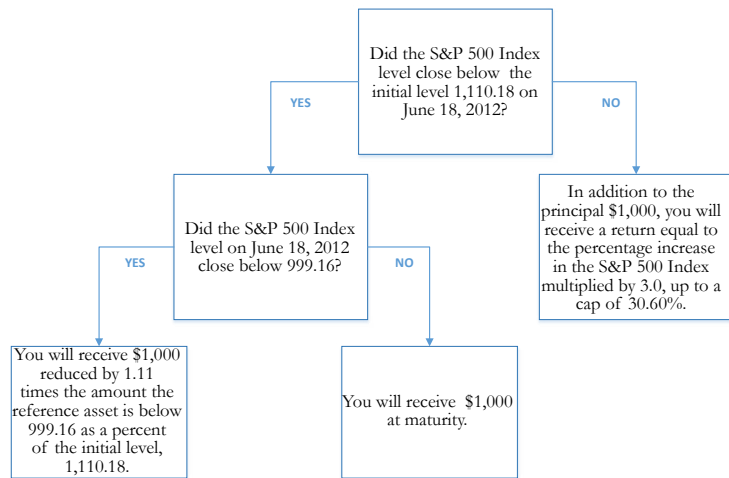 Did the S&P 500 Index
level close below the
initial level 1,110.18 on
June 18, 2012?
YES
NO
Did the S&P 500 Index
level on June 18, 2012
close below 999.16?
In addition to the
principal $1,000, you will
receive a return equal to
the percentage increase
in the S&P 500 Index
multiplied by 3.0, up to a
cap of 30.60%.
YES
NO
You will receive $1,000
reduced by 1.11
times the amount the
reference asset is below
999.16 as a percent
of the initial level,
1,110.18.
You will receive $1,000
at maturity.